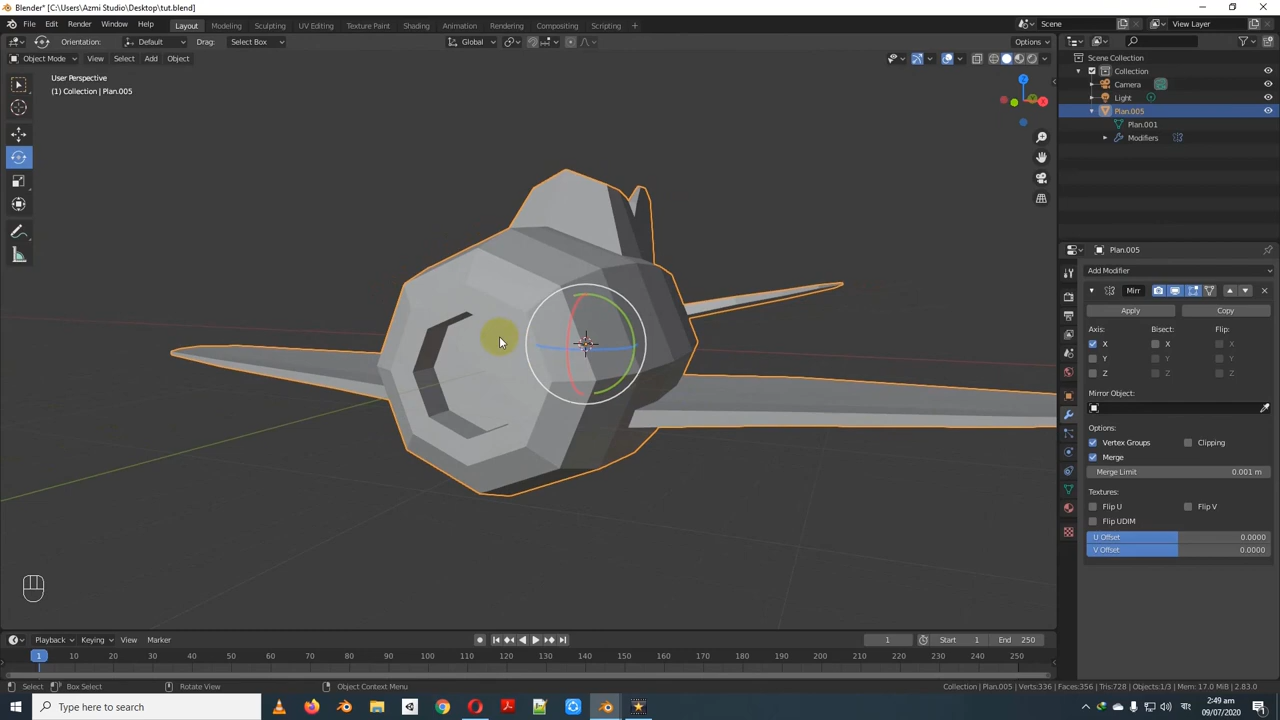 Blender* [C:\Users\Azmi Studio\Desktop\tut.blend]
File Edit Render Window Help Layout Modeling Sculpting UV Editing Texture Paint Shading Animation Rendering Compositing Scripting + Scene View Layer
Orientation: Default Drag: Select Box Global Options
Object Mode View Select Add Object
User Perspective
(1) Collection | Plan.005
Scene Collection
Collection
Camera
Light
Plan.005
Plan.001
Modifiers
Plan.005
Add Modifier
Mirr
Apply Copy
Axis: Bisect: Flip:
X X X
Y Y Y
Z Z Z
Mirror Object:
Options:
Vertex Groups Clipping
Merge
Merge Limit 0.001 m
Textures:
Flip U Flip V
Flip UDIM
U Offset 0.0000
V Offset 0.0000
X
Z
Playback Keying View Marker 1 Start 1 End 250
1 10 20 30 40 50 60 70 80 90 100 110 120 130 140 150 160 170 180 190 200 210 220 230 240 250
Select Box Select Rotate View Object Context Menu Collection | Plan.005 | Verts:336 | Faces:356 | Tris:728 | Objects:1/3 | Mem: 17.0 MiB | 2.83.0
Type here to search
2:49 am
09/07/2020